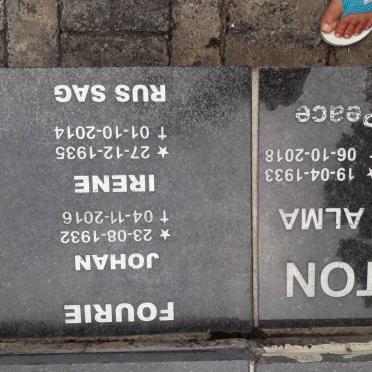 TON
ALMA
★ 19-04-1933
06-10-2018
Peace
FOURIE
JOHAN
★ 23-08-1932
† 04-11-2016
IRENE
★ 27-12-1935
† 01-10-2014
RUS SAG